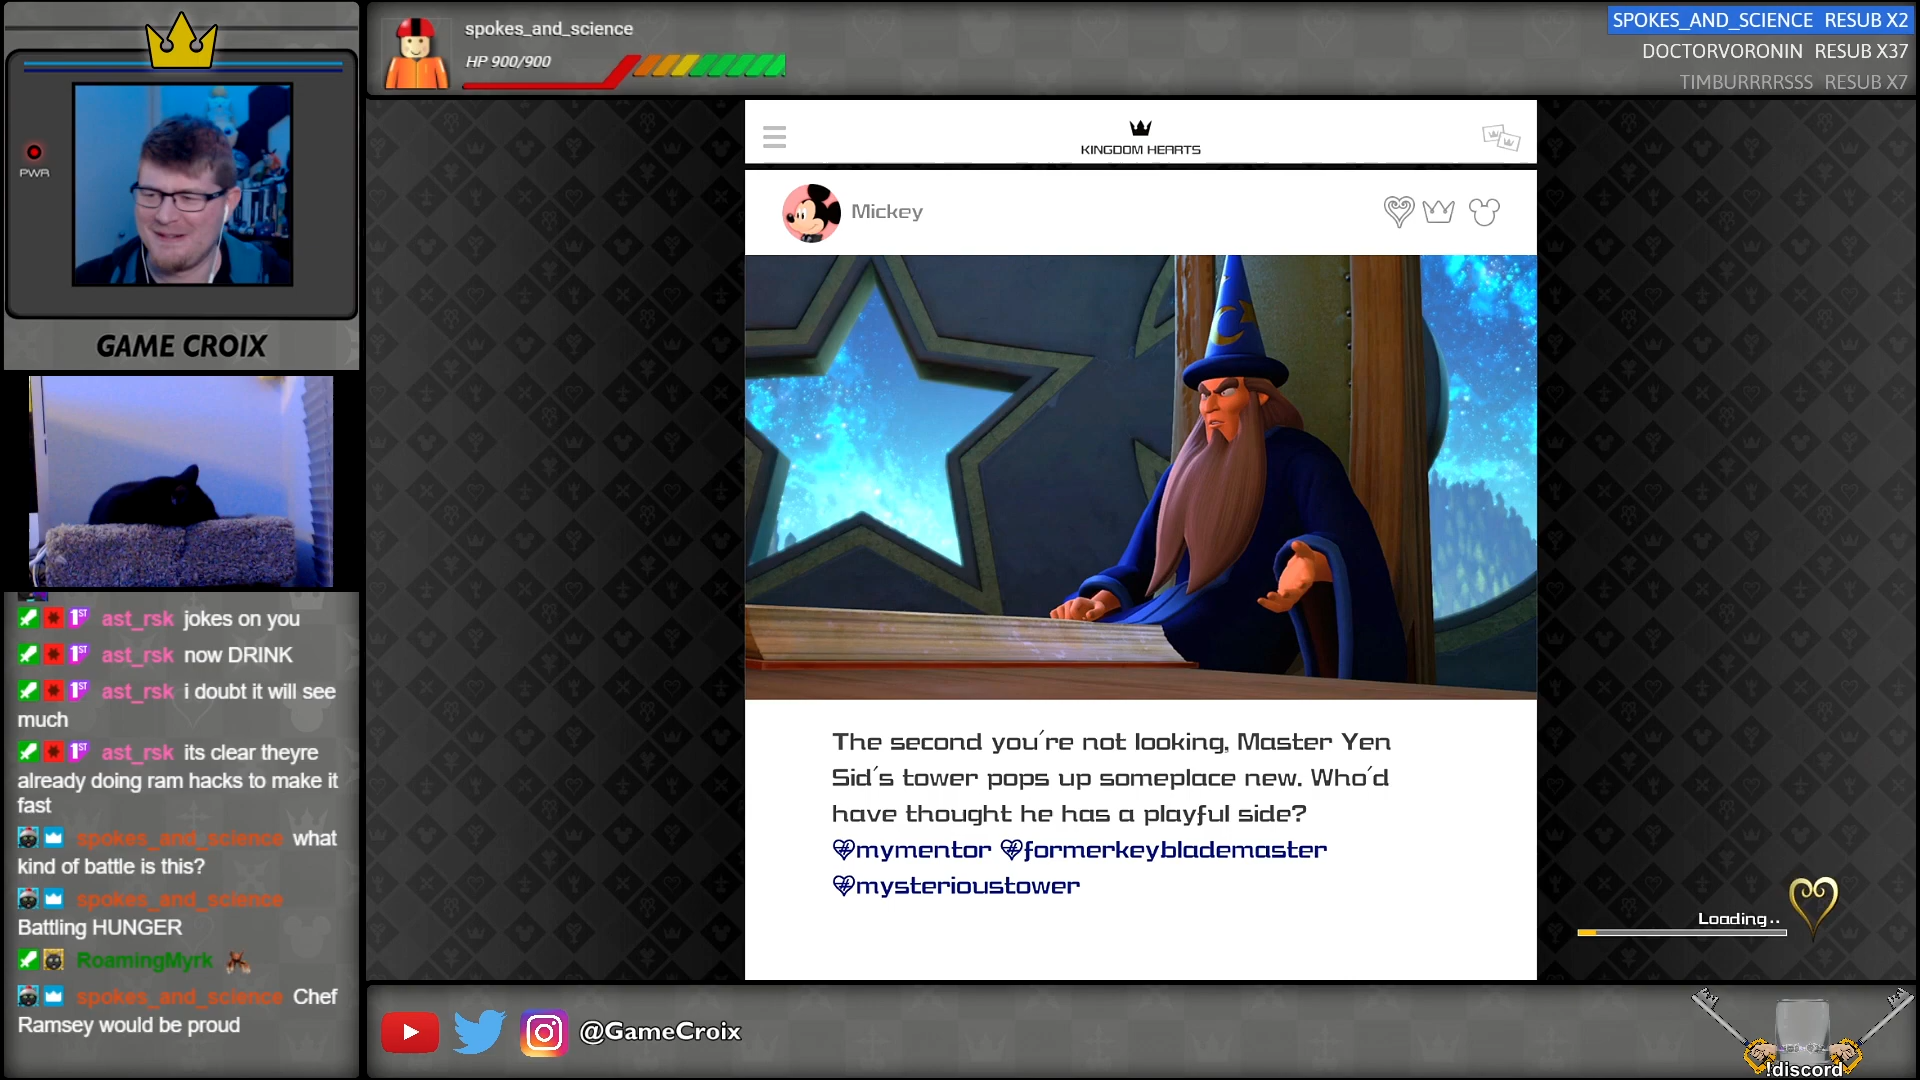 PWR
GAME CROIX
ast_rsk jokes on you
ast_rsk now DRINK
ast_rsk i doubt it will see
much
ast_rsk its clear theyre
already doing ram hacks to make it
fast
spokes_and_science what
kind of battle is this?
spokes_and_science
Battling HUNGER
RoamingMyrk
spokes_and_science Chef
Ramsey would be proud
spokes_and_science
HP 900/900
SPOKES_AND_SCIENCE RESUB X2
DOCTORVORONIN RESUB X37
TIMBURRRRSSS RESUB X7
KINGDOM HEARTS
Mickey
The second you're not looking, Master Yen
Sid's tower pops up someplace new. Who'd
have thought he has a playful side?
#mymentor #formerkeyblademaster
#mysterioustower
Loading..
@GameCroix
!discord
1ST
1ST
1ST
1ST